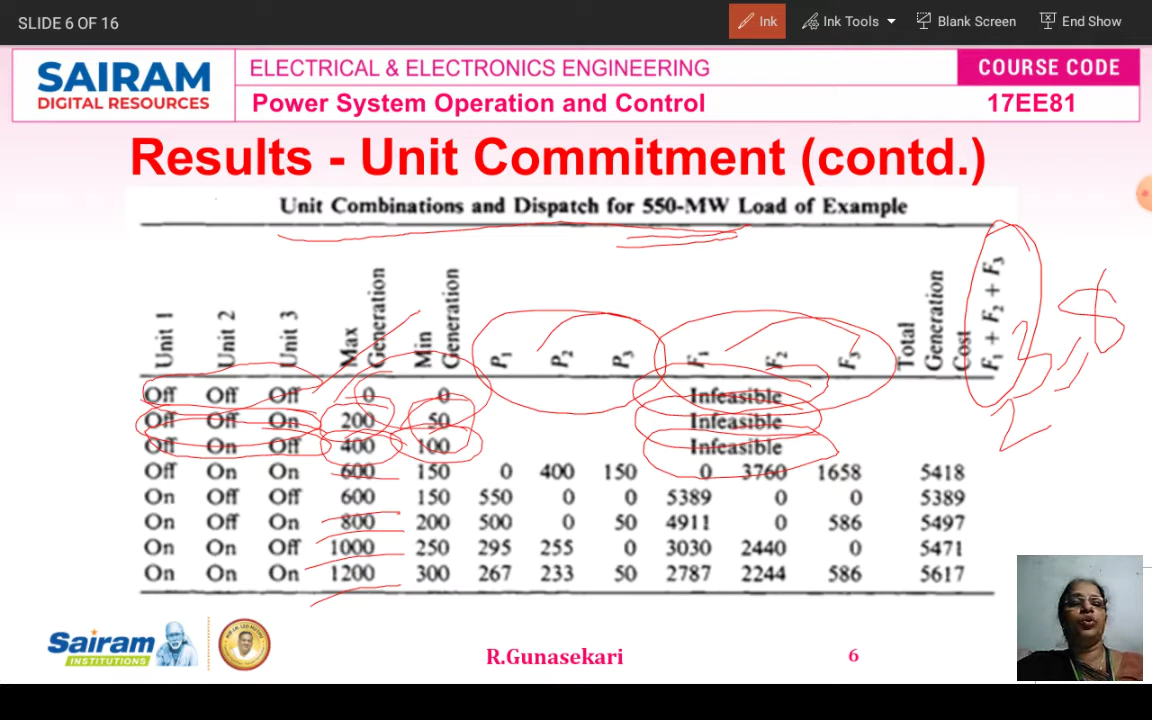 SLIDE 6 OF 16
Ink
Ink Tools
Blank Screen
End Show
SAIRAM
DIGITAL RESOURCES
ELECTRICAL & ELECTRONICS ENGINEERING
Power System Operation and Control
COURSE CODE
17EE81
Results - Unit Commitment (contd.)
Unit Combinations and Dispatch for 550-MW Load of Example
Unit 1 Unit 2 Unit 3 Max Generation Min Generation P1 P2 P3 F1 F2 F3 Total Generation Cost F1 + F2 + F3
Off Off Off 0 0 Infeasible
Off Off On 200 50 Infeasible
Off On Off 400 100 Infeasible
Off On On 600 150 0 400 150 0 3760 1658 5418
On Off Off 600 150 550 0 0 5389 0 0 5389
On Off On 800 200 500 0 50 4911 0 586 5497
On On Off 1000 250 295 255 0 3030 2440 0 5471
On On On 1200 300 267 233 50 2787 2244 586 5617
Sairam
INSTITUTIONS
R.Gunasekari
6